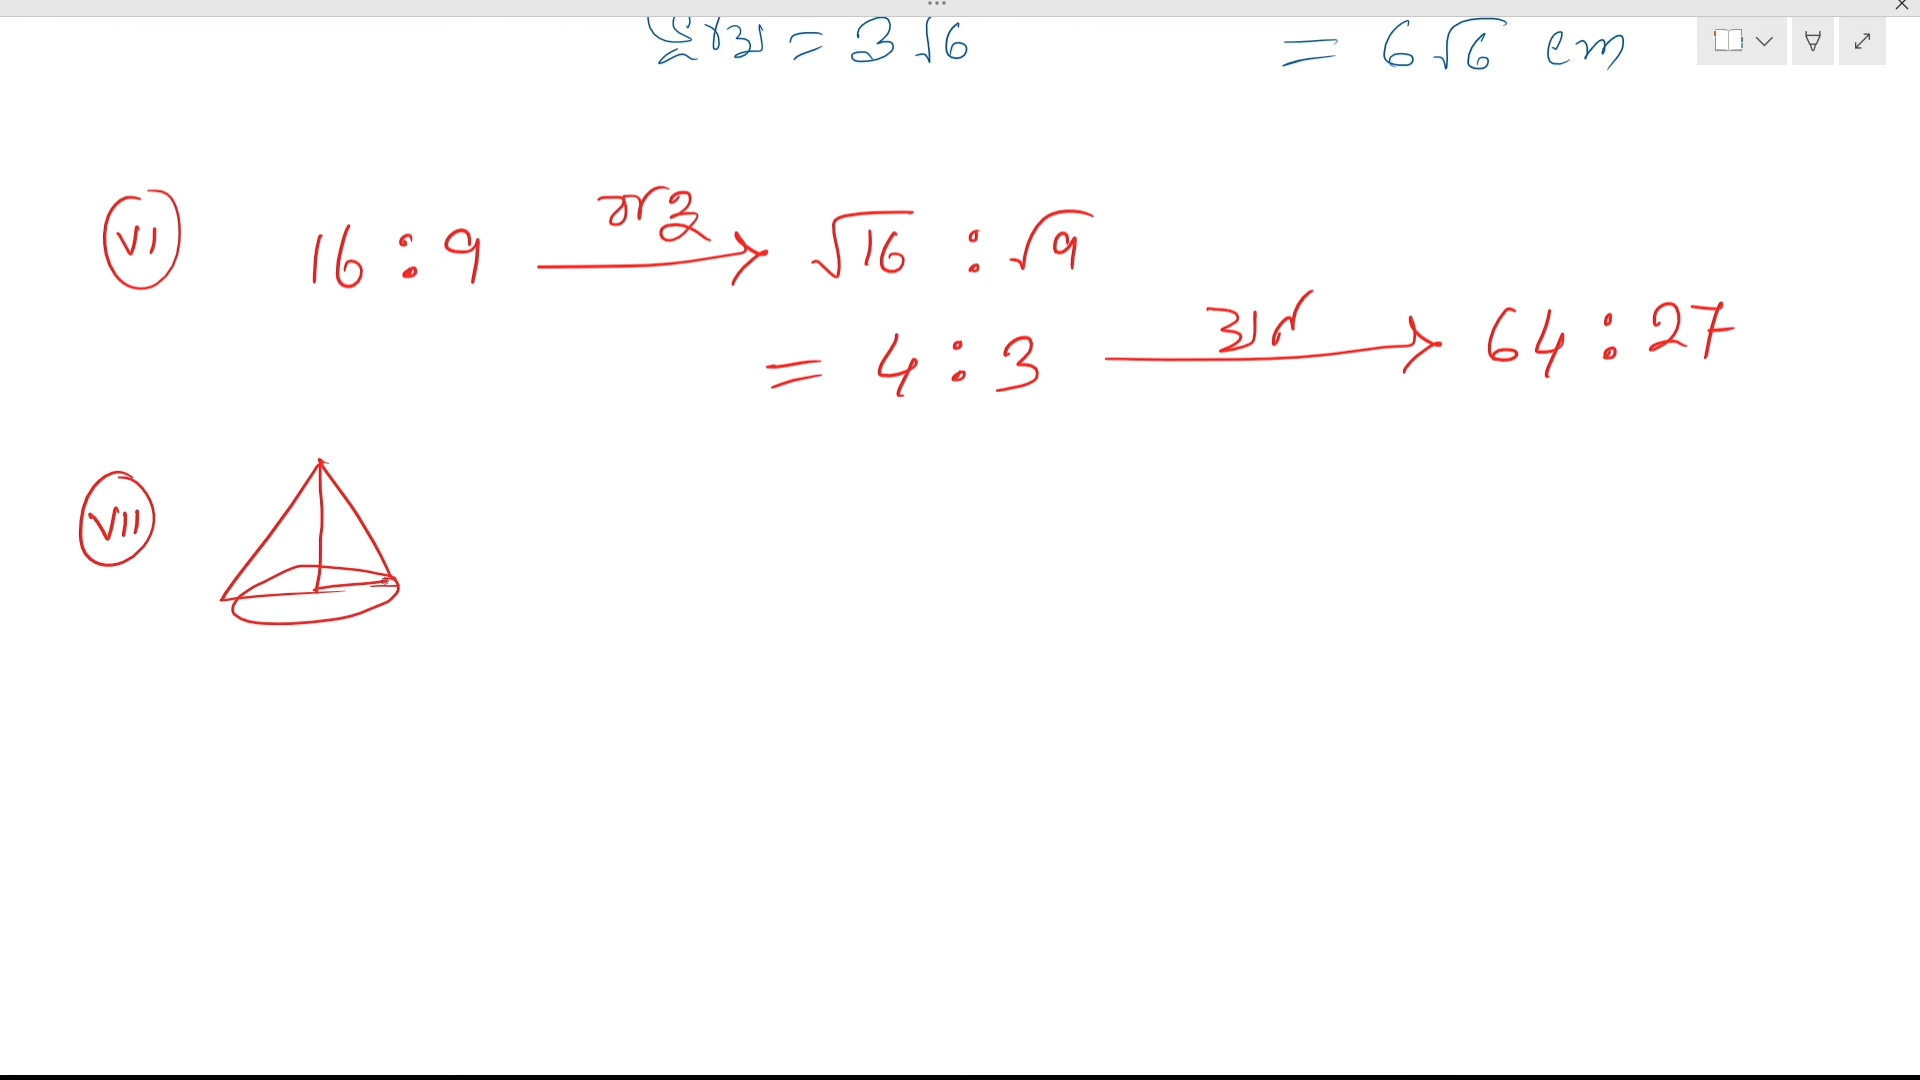 = 3√6
= 6√6 cm
VI 16 : 9 → √16 : √9
= 4 : 3 → 64 : 27
VII